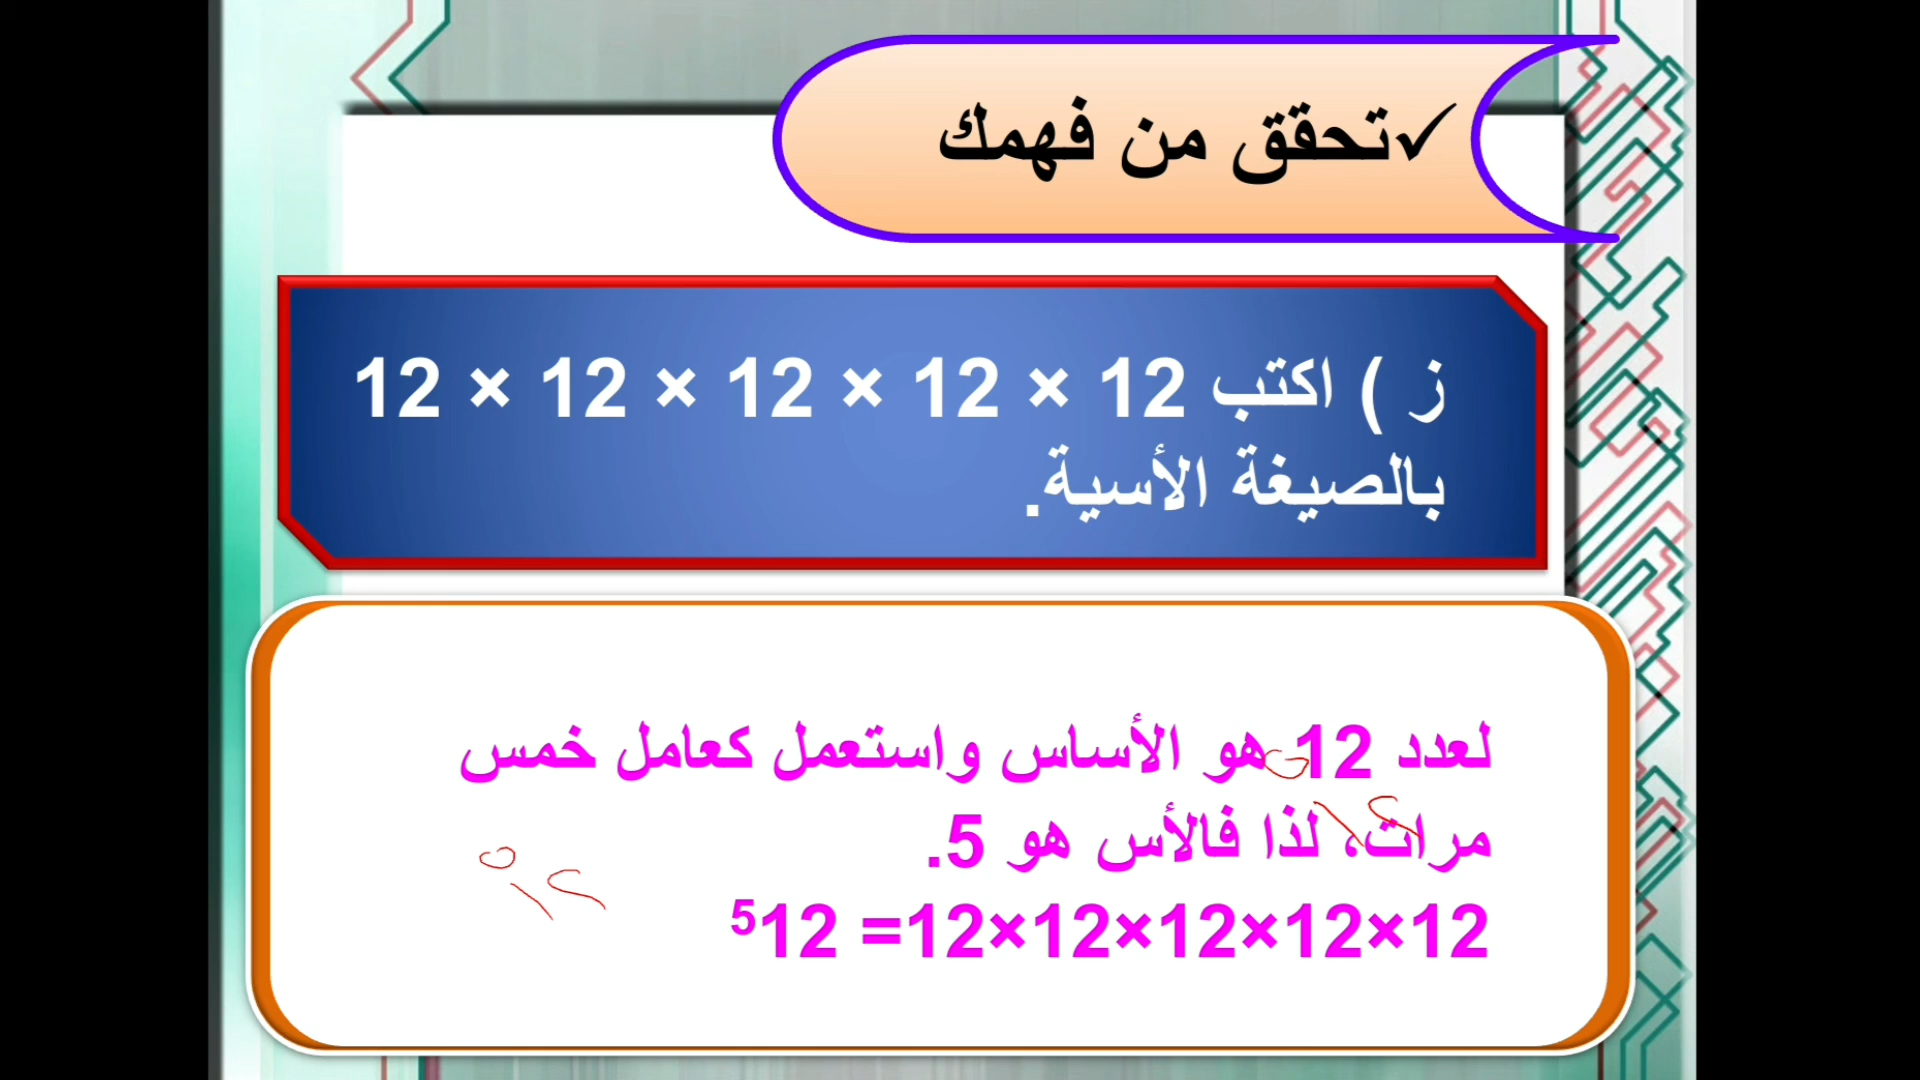 ✓تحقق من فهمك
ز ) اكتب 12 × 12 × 12 × 12 × 12
بالصيغة الأسية.
لعدد 12 هو الأساس واستعمل كعامل خمس
مرات، لذا فالأس هو 5.
12×12×12×12×12= 12⁵
١٢⁵